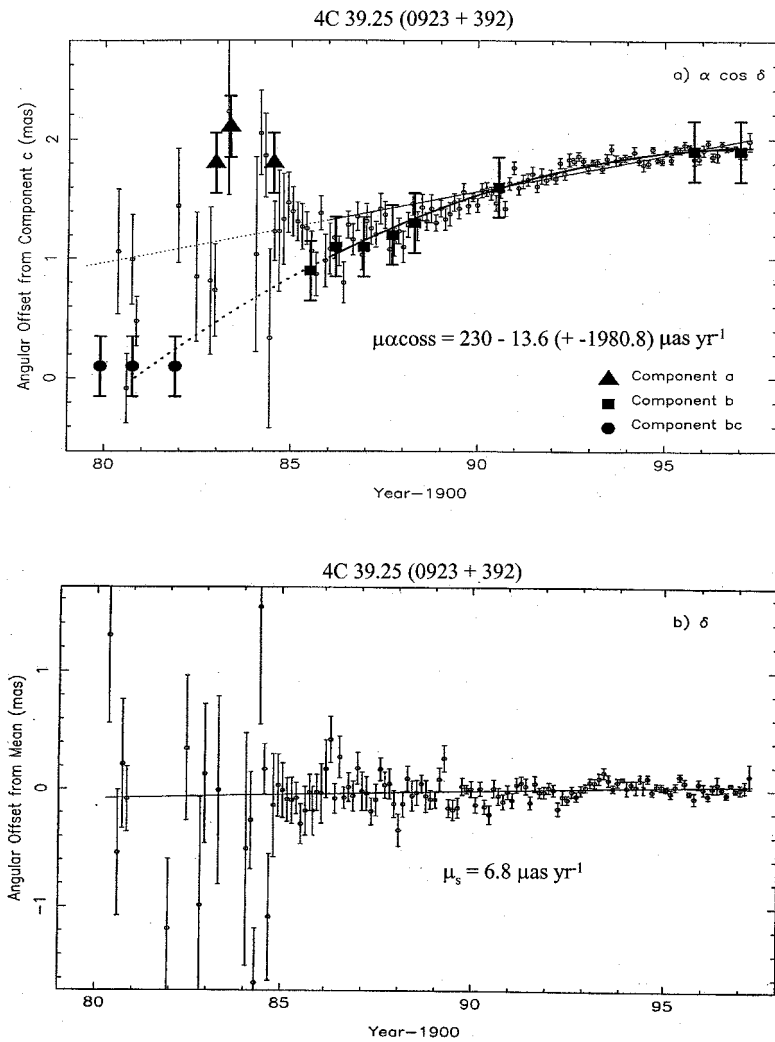 4C 39.25 (0923 + 392)
a) α cos δ
Angular Offset from Component c (mas)
2
1
0
μαcoss = 230 - 13.6 (+ -1980.8) μas yr¹
Component a
Component b
Component bc
80
85
90
95
Year-1900
4C 39.25 (0923 + 392)
b) δ
Angular Offset from Mean (mas)
1
0
-1
μₛ = 6.8 μas yr⁻¹
80
85
90
95
Year-1900